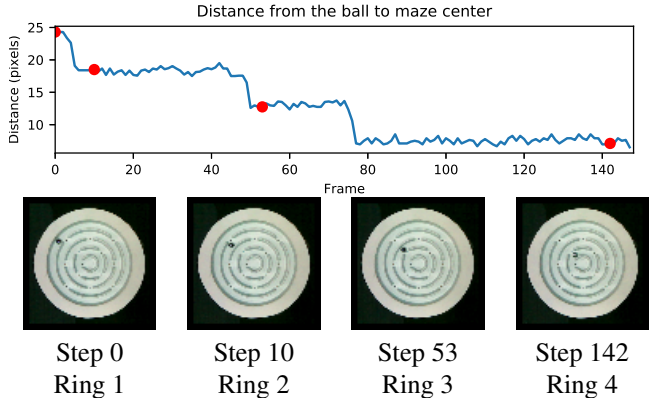 Distance from the ball to maze center
Distance (pixels)
25
20
15
10
0 20 40 60 80 100 120 140
Frame
Step 0 Step 10 Step 53 Step 142
Ring 1 Ring 2 Ring 3 Ring 4